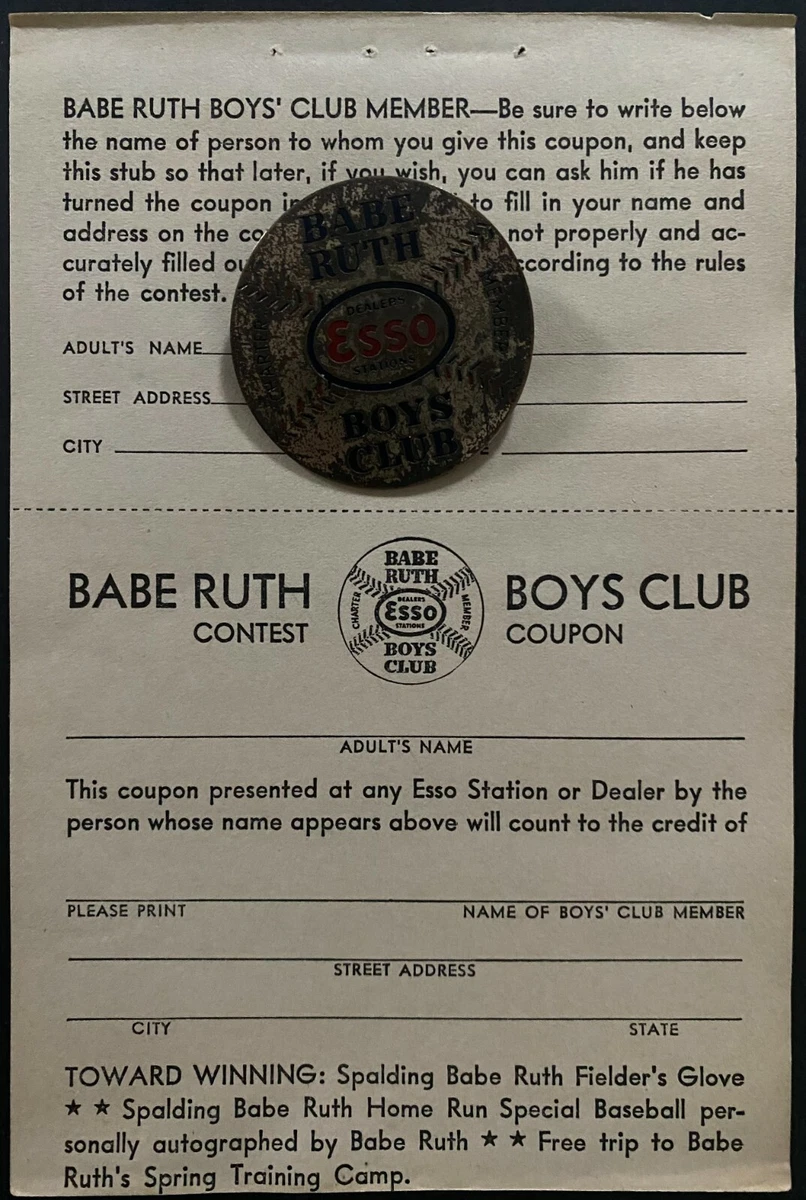 BABE RUTH BOYS' CLUB MEMBER—Be sure to write below
the name of person to whom you give this coupon, and keep
this stub so that later, if you wish, you can ask him if he has
turned the coupon in to fill in your name and
address on the co not properly and ac-
curately filled ou ccording to the rules
of the contest.
BABE
RUTH
DEALERS
Esso
STATIONS
CHARTER
MEMBER
BOYS
CLUB
ADULT'S NAME
STREET ADDRESS
CITY
BABE RUTH
CONTEST
BABE
RUTH
CHARTER
DEALERS
Esso
STATIONS
MEMBER
BOYS
CLUB
BOYS CLUB
COUPON
ADULT'S NAME
This coupon presented at any Esso Station or Dealer by the
person whose name appears above will count to the credit of
PLEASE PRINT NAME OF BOYS' CLUB MEMBER
STREET ADDRESS
CITY STATE
TOWARD WINNING: Spalding Babe Ruth Fielder's Glove
★ ★ Spalding Babe Ruth Home Run Special Baseball per-
sonally autographed by Babe Ruth ★ ★ Free trip to Babe
Ruth's Spring Training Camp.